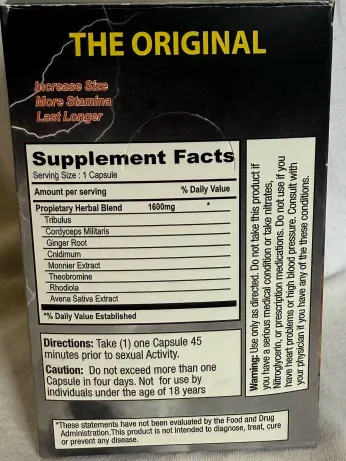 THE ORIGINAL
Increase Size
More Stamina
Last Longer
Supplement Facts
Serving Size : 1 Capsule
Amount per serving % Daily Value
Propietary Herbal Blend 1600mg *
Tribulus
Cordyceps Militaris
Ginger Root
Cnidimum
Monnier Extract
Theobromine
Rhodiola
Avena Sativa Extract
*% Daily Value Established
Directions: Take (1) one Capsule 45
minutes prior to sexual Activity.
Caution: Do not exceed more than one
Capsule in four days. Not for use by
individuals under the age of 18 years
Warning: Use only as directed. Do not take this product if
you have a serious medical condition or take nitrates,
Nitroglycerin, or prescription medications. Do not use if you
have heart problems or high blood pressure. Consult with
your physician if you have any of the these conditions.
*These statements have not been evaluated by the Food and Drug
Administration.This product is not intended to diagnose, treat, cure
or prevent any disease.